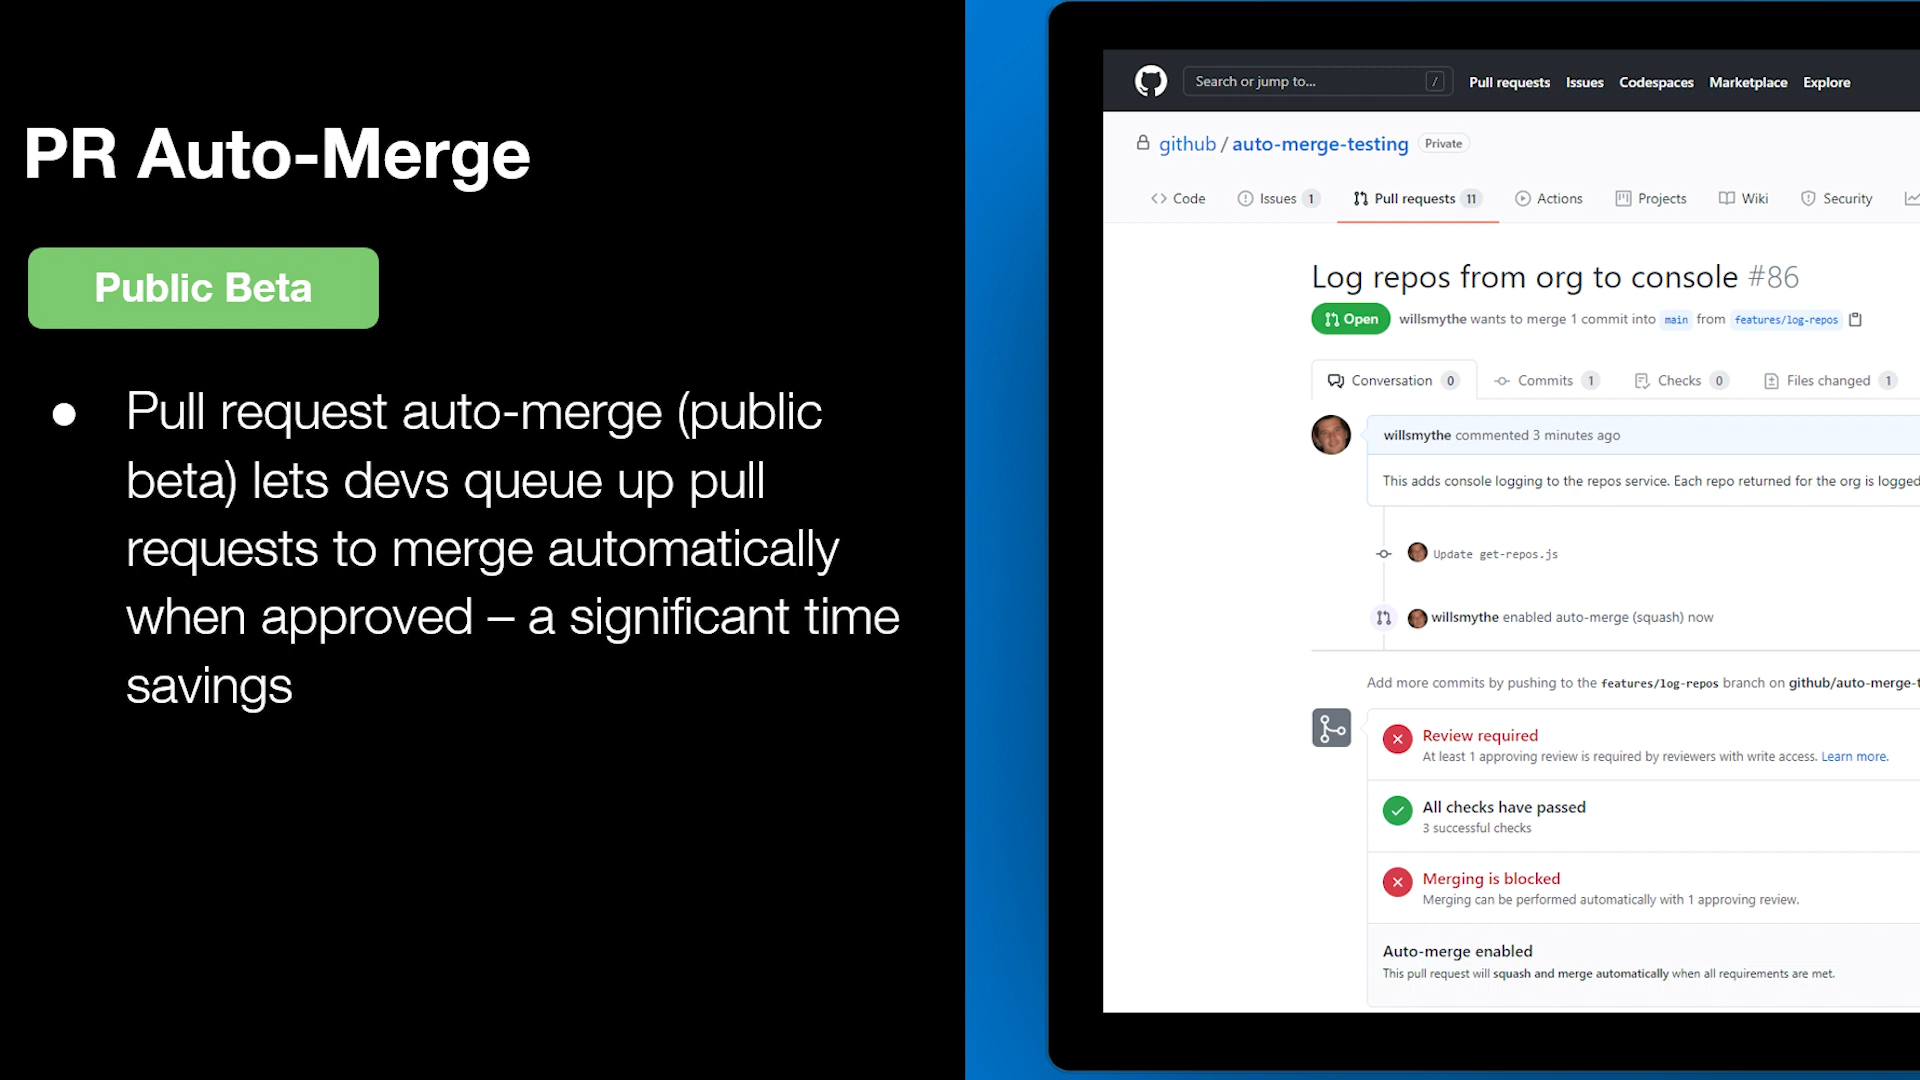 PR Auto-Merge
Public Beta
● Pull request auto-merge (public
beta) lets devs queue up pull
requests to merge automatically
when approved – a significant time
savings
Search or jump to... /
Pull requests Issues Codespaces Marketplace Explore
github / auto-merge-testing Private
Code Issues 1 Pull requests 11 Actions Projects Wiki Security
Log repos from org to console #86
Open willsmythe wants to merge 1 commit into main from features/log-repos
Conversation 0 Commits 1 Checks 0 Files changed 1
willsmythe commented 3 minutes ago
This adds console logging to the repos service. Each repo returned for the org is logged
Update get-repos.js
willsmythe enabled auto-merge (squash) now
Add more commits by pushing to the features/log-repos branch on github/auto-merge-t
Review required
At least 1 approving review is required by reviewers with write access. Learn more.
All checks have passed
3 successful checks
Merging is blocked
Merging can be performed automatically with 1 approving review.
Auto-merge enabled
This pull request will squash and merge automatically when all requirements are met.